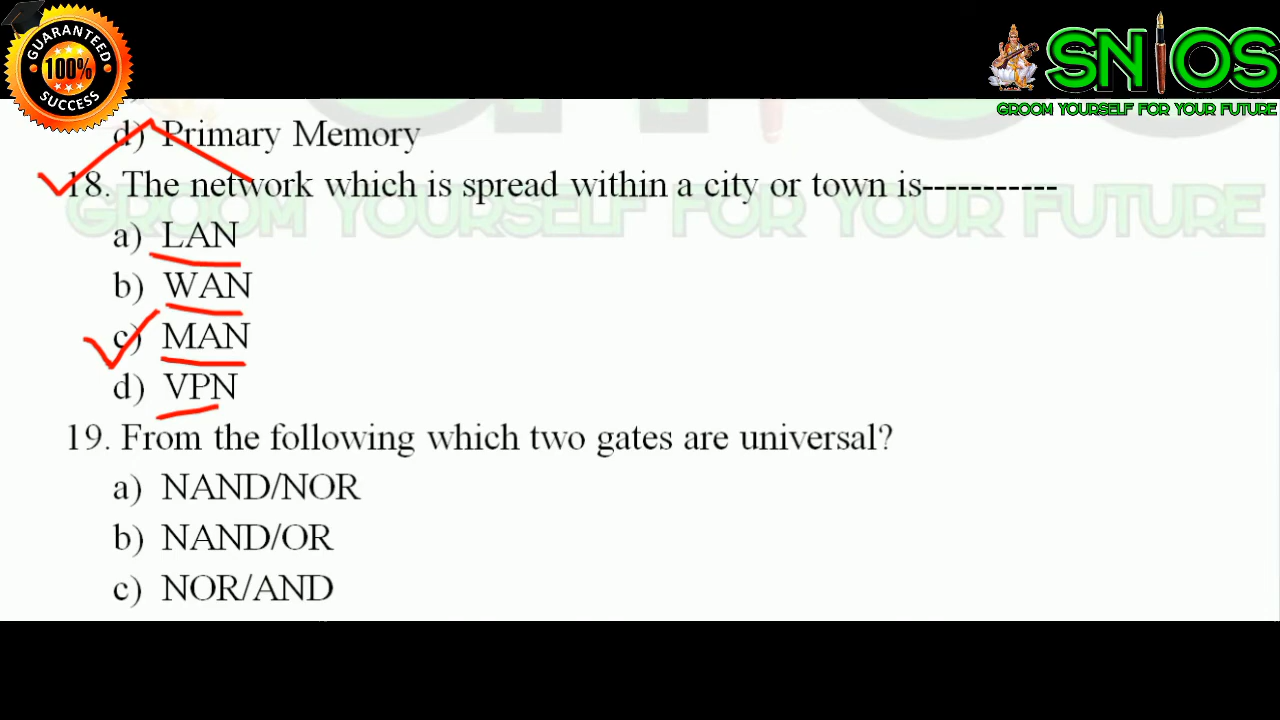 GUARANTEED
100%
SUCCESS
SNIOS
GROOM YOURSELF FOR YOUR FUTURE
d) Primary Memory
18. The network which is spread within a city or town is-----------
GROOM YOURSELF FOR YOUR FUTURE
a) LAN
b) WAN
c) MAN
d) VPN
19. From the following which two gates are universal?
a) NAND/NOR
b) NAND/OR
c) NOR/AND